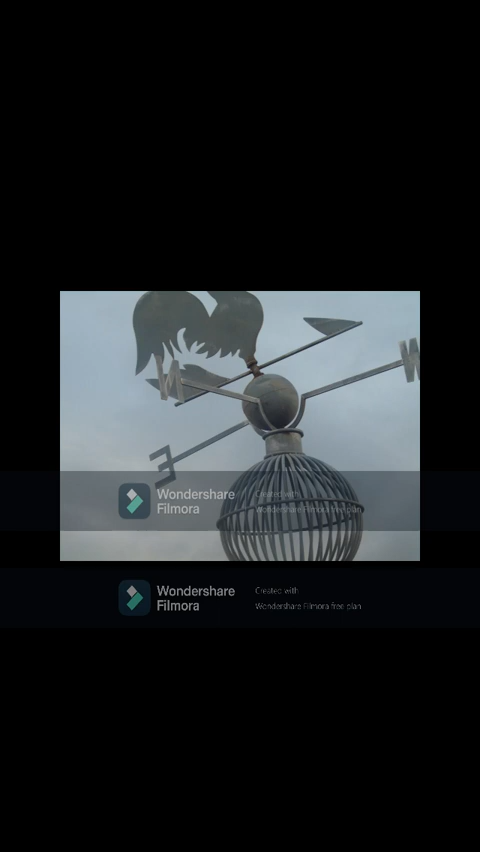 N
W
E
Wondershare
Filmora
Created with
Wondershare Filmora free plan
Wondershare
Filmora
Created with
Wondershare Filmora free plan